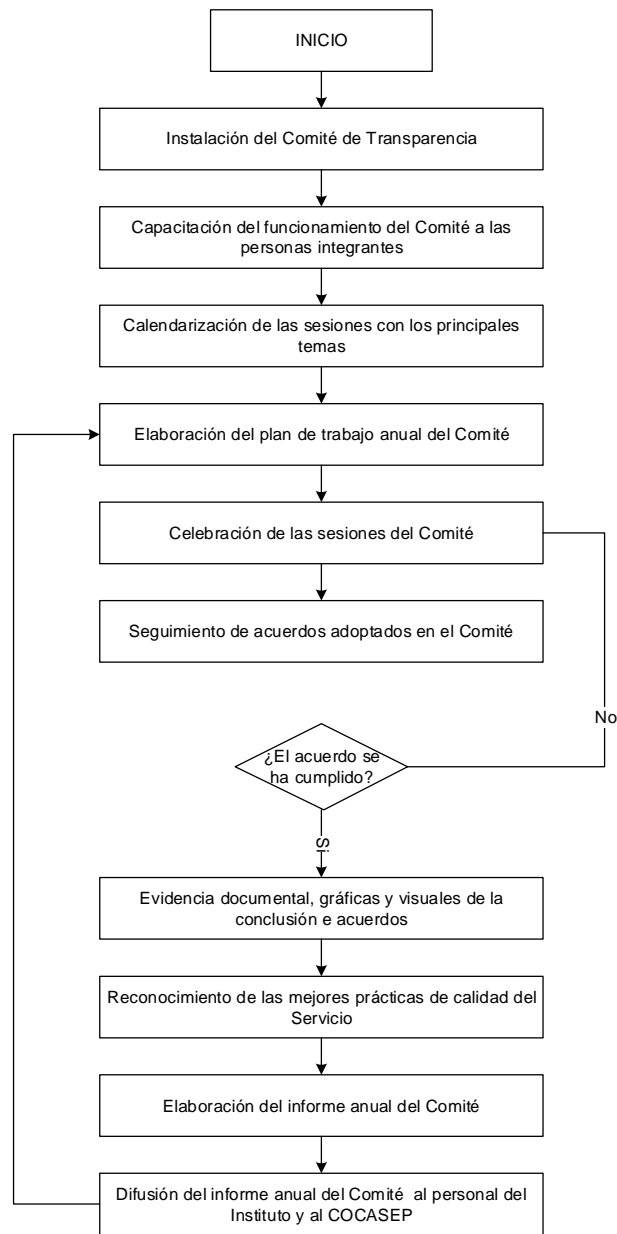 INICIO
Instalación del Comité de Transparencia
Capacitación del funcionamiento del Comité a las
personas integrantes
Calendarización de las sesiones con los principales
temas
Elaboración del plan de trabajo anual del Comité
Celebración de las sesiones del Comité
Seguimiento de acuerdos adoptados en el Comité
No
¿El acuerdo se
ha cumplido?
Si
Evidencia documental, gráficas y visuales de la
conclusión e acuerdos
Reconocimiento de las mejores prácticas de calidad del
Servicio
Elaboración del informe anual del Comité
Difusión del informe anual del Comité al personal del
Instituto y al COCASEP